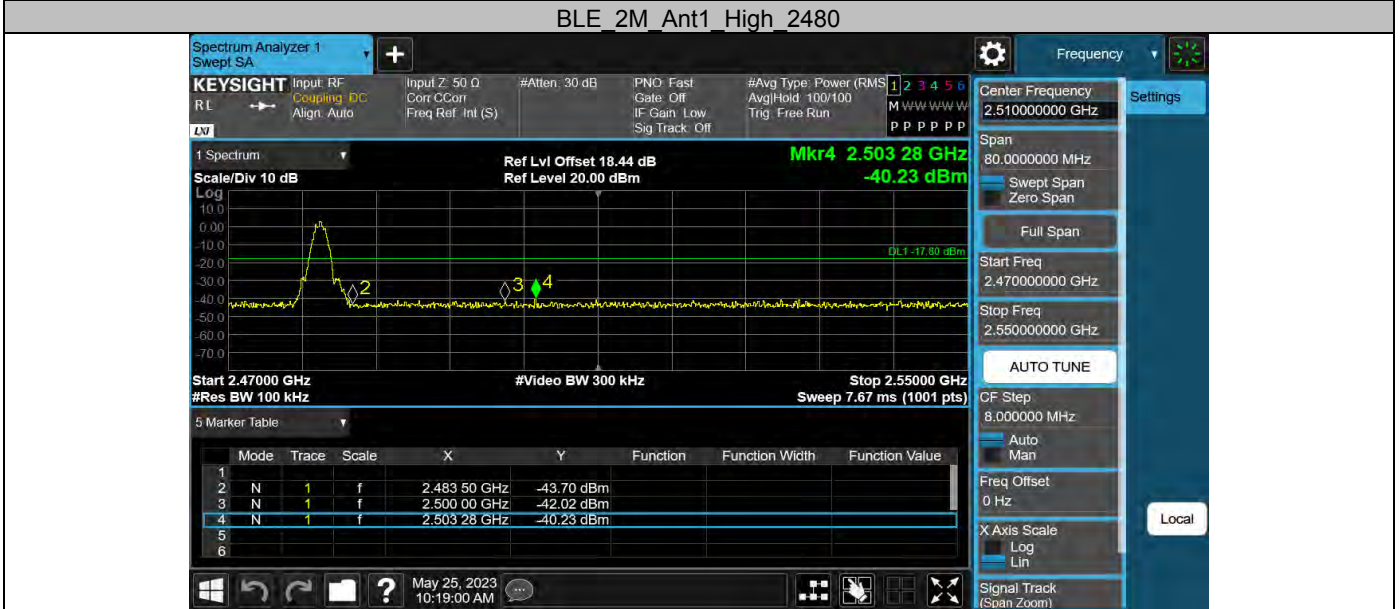 BLE_2M_Ant1_High_2480
Spectrum Analyzer 1
Swept SA
+
Frequency
KEYSIGHT
RL
LXI
Input: RF
Coupling: DC
Align: Auto
Input Z: 50 Ω
Corr CCorr
Freq Ref: Int (S)
#Atten: 30 dB
PNO: Fast
Gate: Off
IF Gain: Low
Sig Track: Off
#Avg Type: Power (RMS
Avg|Hold: 100/100
Trig: Free Run
1 2 3 4 5 6
M W W W W W
P P P P P P
1 Spectrum
Scale/Div 10 dB
Ref Lvl Offset 18.44 dB
Ref Level 20.00 dBm
Mkr4 2.503 28 GHz
-40.23 dBm
Log
10.0
0.00
-10.0
-20.0
-30.0
-40.0
-50.0
-60.0
-70.0
DL1 -17.80 dBm
2
3
4
Start 2.47000 GHz
#Res BW 100 kHz
#Video BW 300 kHz
Stop 2.55000 GHz
Sweep 7.67 ms (1001 pts)
5 Marker Table
Mode Trace Scale X Y Function Function Width Function Value
1
2 N 1 f 2.483 50 GHz -43.70 dBm
3 N 1 f 2.500 00 GHz -42.02 dBm
4 N 1 f 2.503 28 GHz -40.23 dBm
5
6
?
May 25, 2023
10:19:00 AM
Center Frequency
2.510000000 GHz
Span
80.0000000 MHz
Swept Span
Zero Span
Full Span
Start Freq
2.470000000 GHz
Stop Freq
2.550000000 GHz
AUTO TUNE
CF Step
8.000000 MHz
Auto
Man
Freq Offset
0 Hz
X Axis Scale
Log
Lin
Signal Track
(Span Zoom)
Settings
Local